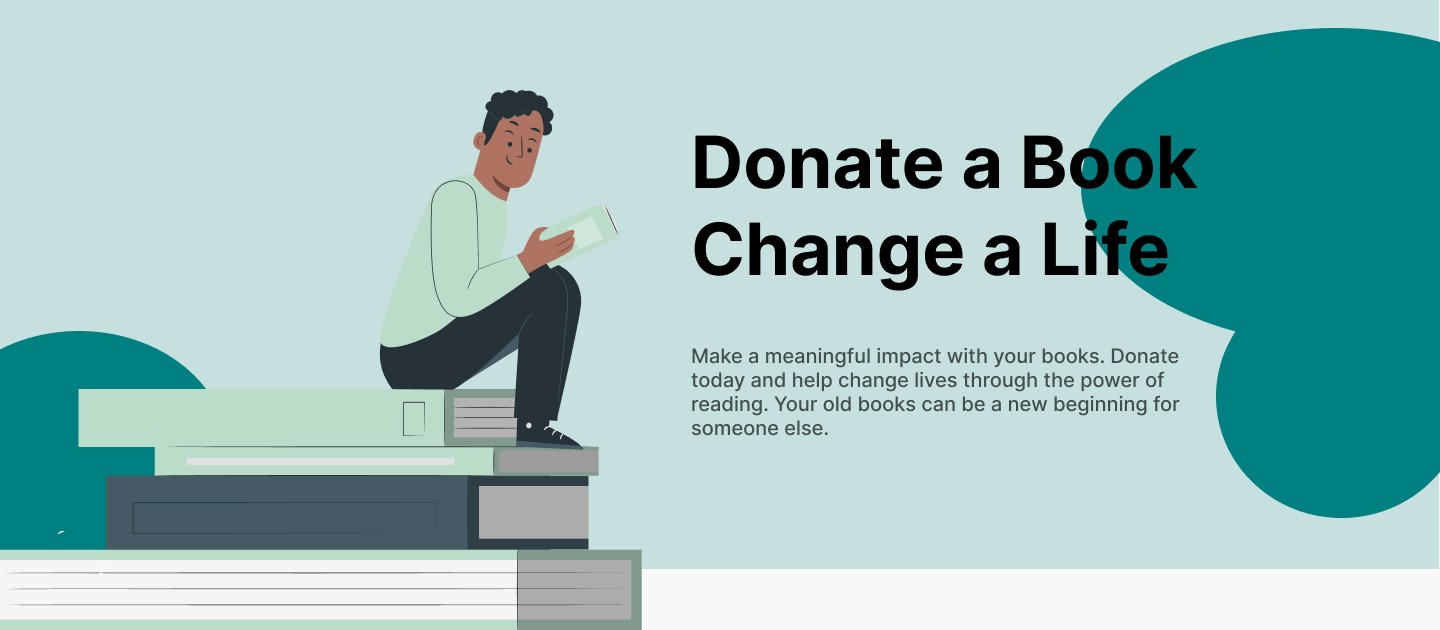 Donate a Book
Change a Life
Make a meaningful impact with your books. Donate
today and help change lives through the power of
reading. Your old books can be a new beginning for
someone else.